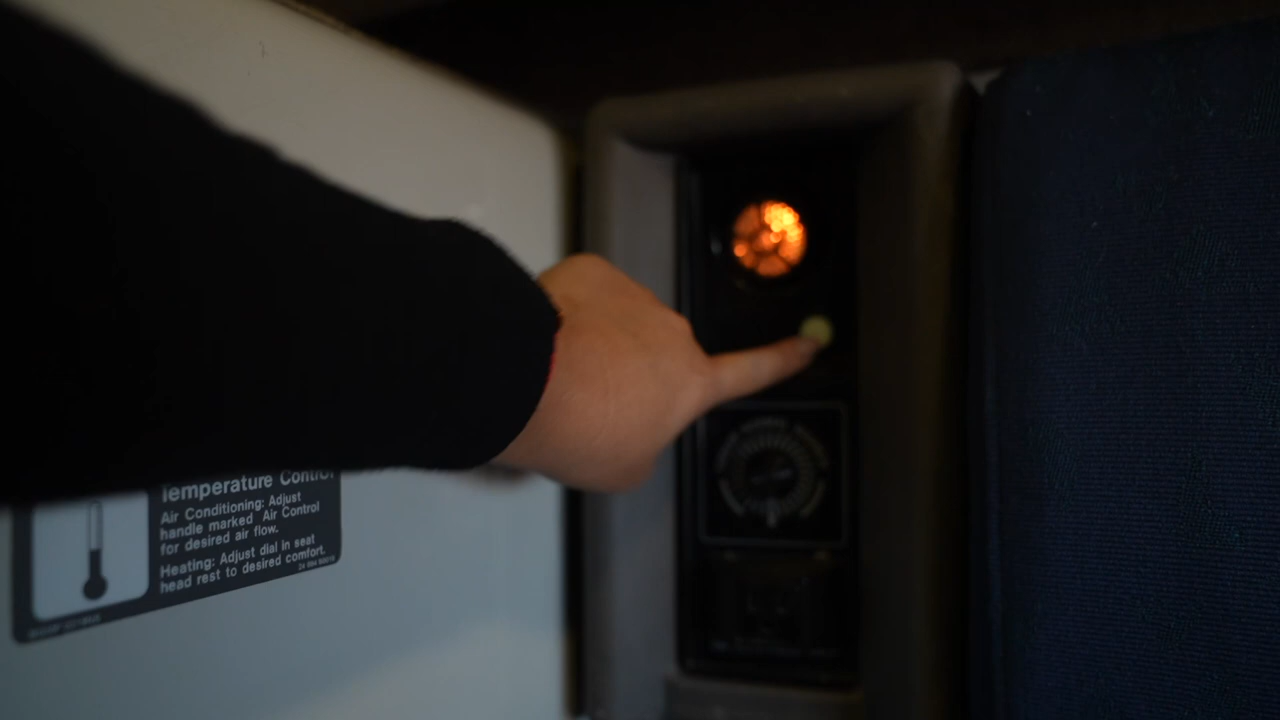 Temperature Control
Air Conditioning: Adjust
handle marked Air Control
for desired air flow.
Heating: Adjust dial in seat
head rest to desired comfort.